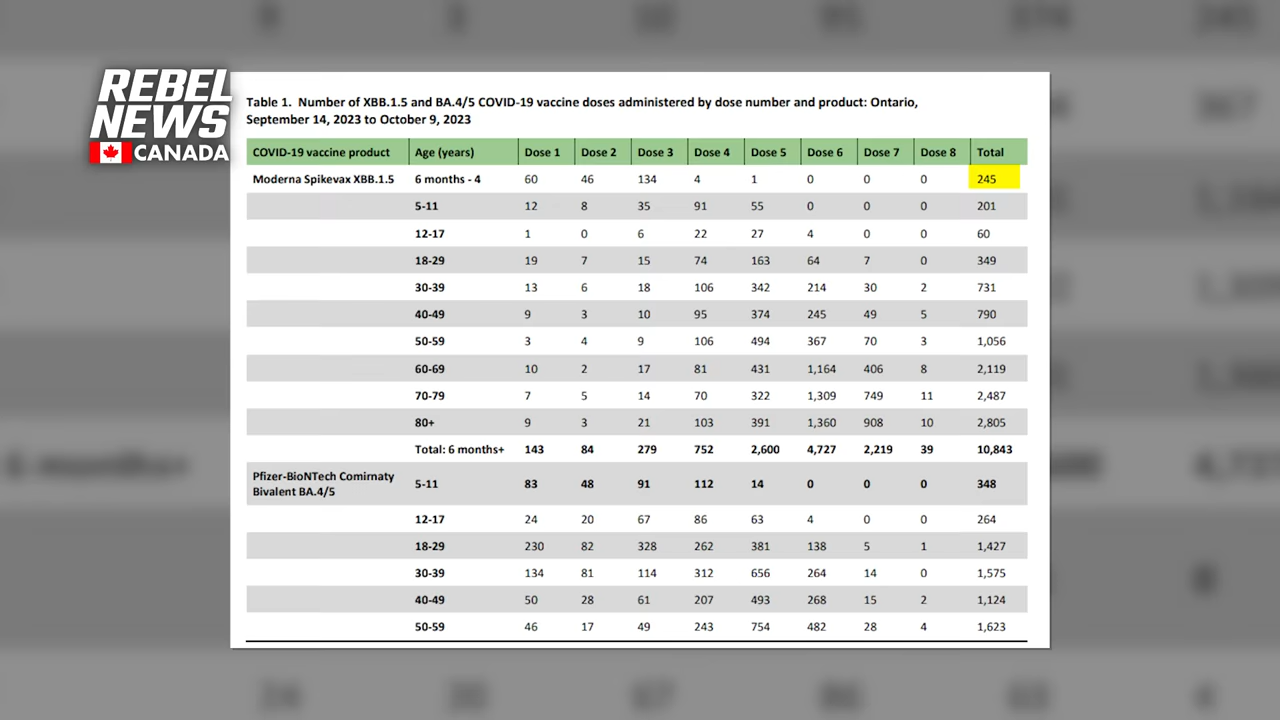 REBEL
NEWS
CANADA
Table 1. Number of XBB.1.5 and BA.4/5 COVID-19 vaccine doses administered by dose number and product: Ontario,
September 14, 2023 to October 9, 2023
COVID-19 vaccine product Age (years) Dose 1 Dose 2 Dose 3 Dose 4 Dose 5 Dose 6 Dose 7 Dose 8 Total
Moderna Spikevax XBB.1.5 6 months - 4 60 46 134 4 1 0 0 0 245
5-11 12 8 35 91 55 0 0 0 201
12-17 1 0 6 22 27 4 0 0 60
18-29 19 7 15 74 163 64 7 0 349
30-39 13 6 18 106 342 214 30 2 731
40-49 9 3 10 95 374 245 49 5 790
50-59 3 4 9 106 494 367 70 3 1,056
60-69 10 2 17 81 431 1,164 406 8 2,119
70-79 7 5 14 70 322 1,309 749 11 2,487
80+ 9 3 21 103 391 1,360 908 10 2,805
Total: 6 months+ 143 84 279 752 2,600 4,727 2,219 39 10,843
Pfizer-BioNTech Comirnaty
Bivalent BA.4/5 5-11 83 48 91 112 14 0 0 0 348
12-17 24 20 67 86 63 4 0 0 264
18-29 230 82 328 262 381 138 5 1 1,427
30-39 134 81 114 312 656 264 14 0 1,575
40-49 50 28 61 207 493 268 15 2 1,124
50-59 46 17 49 243 754 482 28 4 1,623